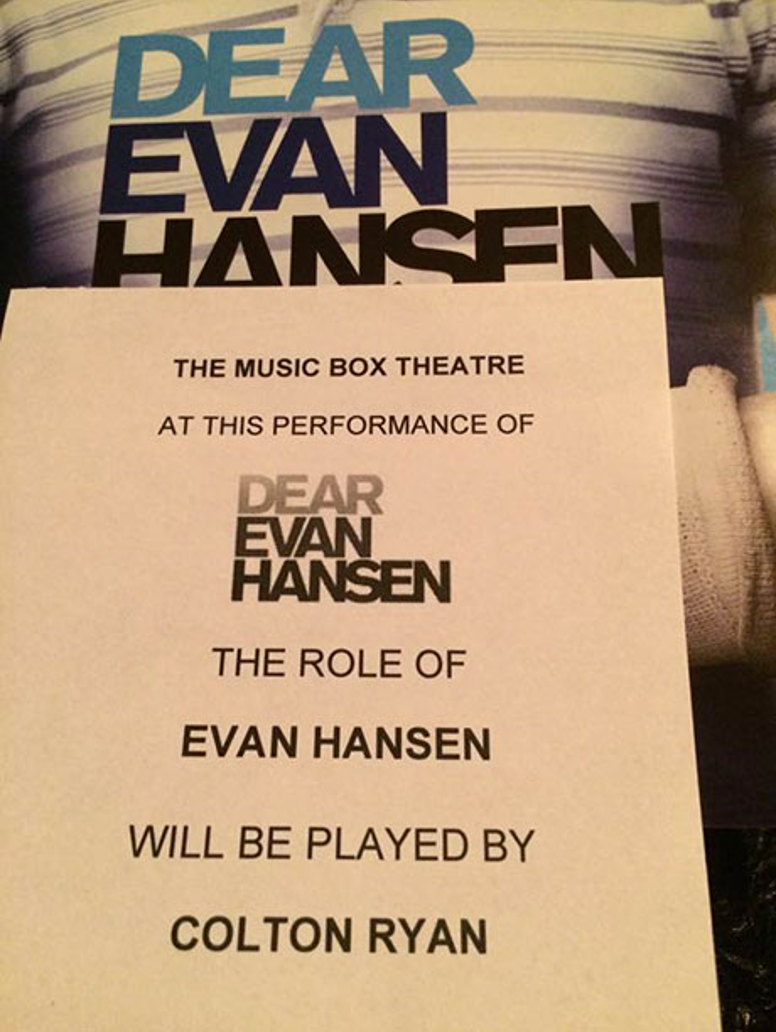 DEAR
EVAN
HANSEN
THE MUSIC BOX THEATRE
AT THIS PERFORMANCE OF
DEAR
EVAN
HANSEN
THE ROLE OF
EVAN HANSEN
WILL BE PLAYED BY
COLTON RYAN